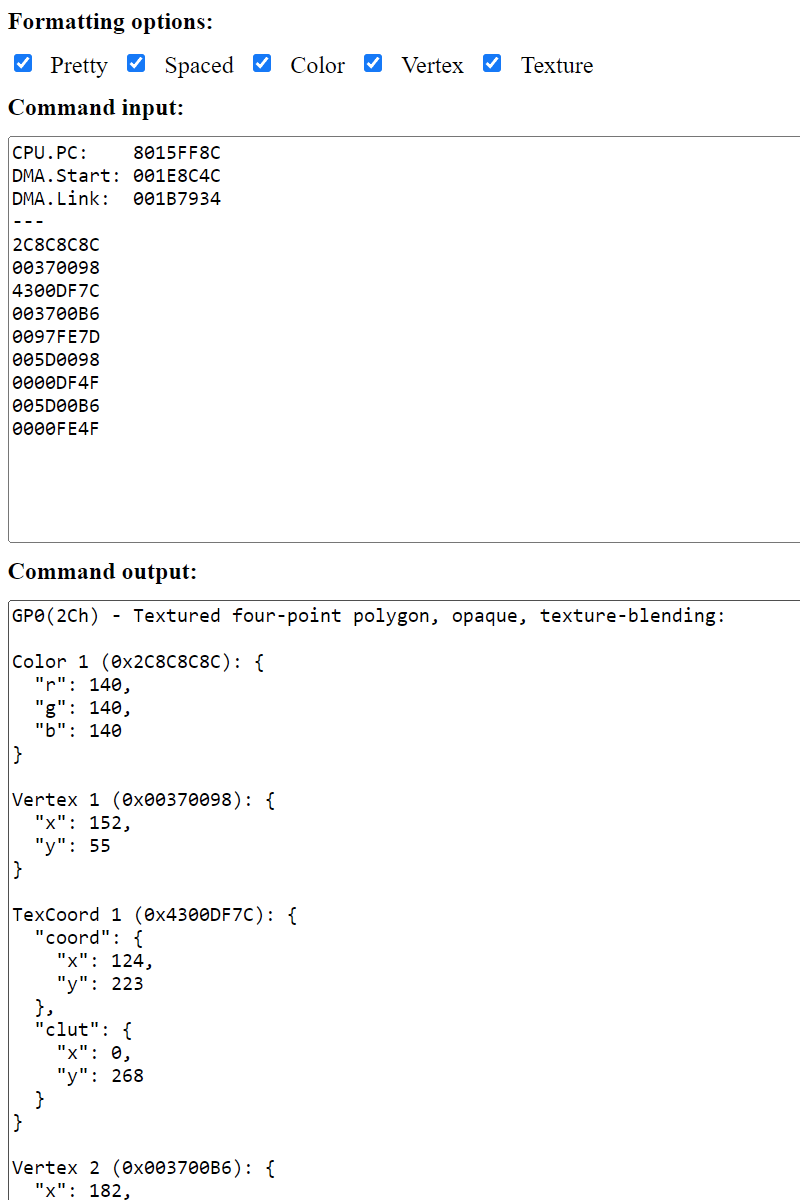 Formatting options:
Pretty Spaced Color Vertex Texture
Command input:
CPU.PC:    8015FF8C
DMA.Start: 001E8C4C
DMA.Link:  001B7934
---
2C8C8C8C
00370098
4300DF7C
003700B6
0097FE7D
005D0098
0000DF4F
005D00B6
0000FE4F
Command output:
GP0(2Ch) - Textured four-point polygon, opaque, texture-blending:
Color 1 (0x2C8C8C8C): {
  "r": 140,
  "g": 140,
  "b": 140
}
Vertex 1 (0x00370098): {
  "x": 152,
  "y": 55
}
TexCoord 1 (0x4300DF7C): {
  "coord": {
    "x": 124,
    "y": 223
  },
  "clut": {
    "x": 0,
    "y": 268
  }
}
Vertex 2 (0x003700B6): {
  "x": 182,